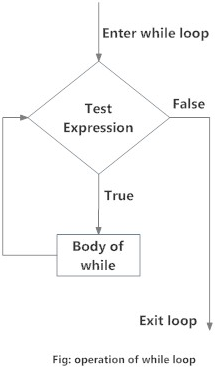 Enter while loop
Test
Expression
False
True
Body of
while
Exit loop
Fig: operation of while loop